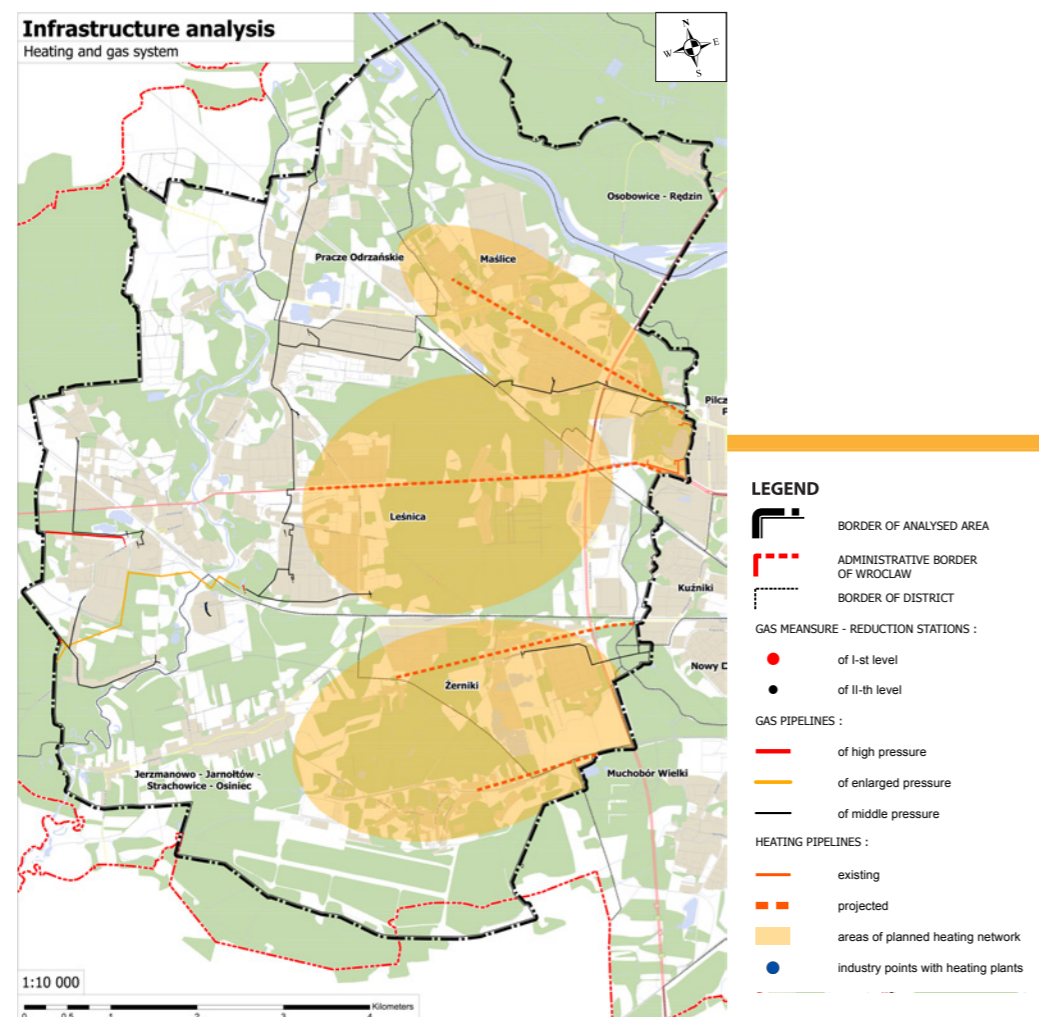 Infrastructure analysis
Heating and gas system
N
W E
S
Osobowice - Rędzin
Pracze Odrzańskie
Maślice
Pilcz
P
Leśnica
Kuźniki
Nowy D
Żerniki
Muchobór Wielki
Jerzmanowo - Jarnołtów -
Strachowice - Osiniec
1:10 000
Kilometers
0 0,5 1 2 3 4
LEGEND
BORDER OF ANALYSED AREA
ADMINISTRATIVE BORDER
OF WROCLAW
BORDER OF DISTRICT
GAS MEANSURE - REDUCTION STATIONS :
of I-st level
of II-th level
GAS PIPELINES :
of high pressure
of enlarged pressure
of middle pressure
HEATING PIPELINES :
existing
projected
areas of planned heating network
industry points with heating plants